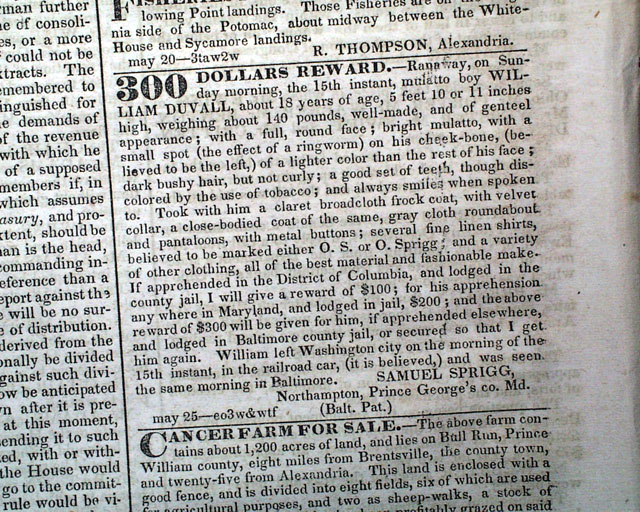 rman further
of consoli-
es, or a more
could not be
tracts. The
emembered to
inguished for
e demands of
of the revenue
with which he
of a supposed
members if, in
which assumes
asury, and pro-
xtent, should be
nan is the head,
commanding in-
eference than a
eport against the
e will be no sur-
e of distribution.
derived from the
onally be divided
gainst such divi-
ow be anticipated
vn after it is pre-
at this moment,
ending it to such
ed, with or with-
the House would
go to the commit-
rule would be vi-
lowing Point landings. Those Fisheries are on the
nia side of the Potomac, about midway between the White-
House and Sycamore landings.
may 20—3taw2w R. THOMPSON, Alexandria.
300 DOLLARS REWARD.—Ranaway, on Sun-
day morning, the 15th instant, mulatto boy WIL-
LIAM DUVALL, about 18 years of age, 5 feet 10 or 11 inches
high, weighing about 140 pounds, well-made, and of genteel
appearance; with a full, round face; bright mulatto, with a
small spot (the effect of a ringworm) on his cheek-bone, (be-
lieved to be the left,) of a lighter color than the rest of his face;
dark bushy hair, but not curly; a good set of teeth, though dis-
colored by the use of tobacco; and always smiles when spoken
to. Took with him a claret broadcloth frock coat, with velvet
collar, a close-bodied coat of the same, gray cloth roundabout
and pantaloons, with metal buttons; several fine linen shirts,
believed to be marked either O. S. or O. Sprigg; and a variety
of other clothing, all of the best material and fashionable make.
If apprehended in the District of Columbia, and lodged in the
county jail, I will give a reward of $100; for his apprehension
any where in Maryland, and lodged in jail, $200; and the above
reward of $300 will be given for him, if apprehended elsewhere,
and lodged in Baltimore county jail, or secured so that I get
him again. William left Washington city on the morning of the
15th instant, in the railroad car, (it is believed,) and was seen
the same morning in Baltimore. SAMUEL SPRIGG,
Northampton, Prince George's co. Md.
may 25—eo3w&wtf (Balt. Pat.)
CANCER FARM FOR SALE.—The above farm con-
tains about 1,200 acres of land, and lies on Bull Run, Prince
William county, eight miles from Brentsville, the county town,
and twenty-five from Alexandria. This land is enclosed with a
good fence, and is divided into eight fields, six of which are used
for agricultural purposes, and two as sheep-walks, a stock of
profitably grazed on said